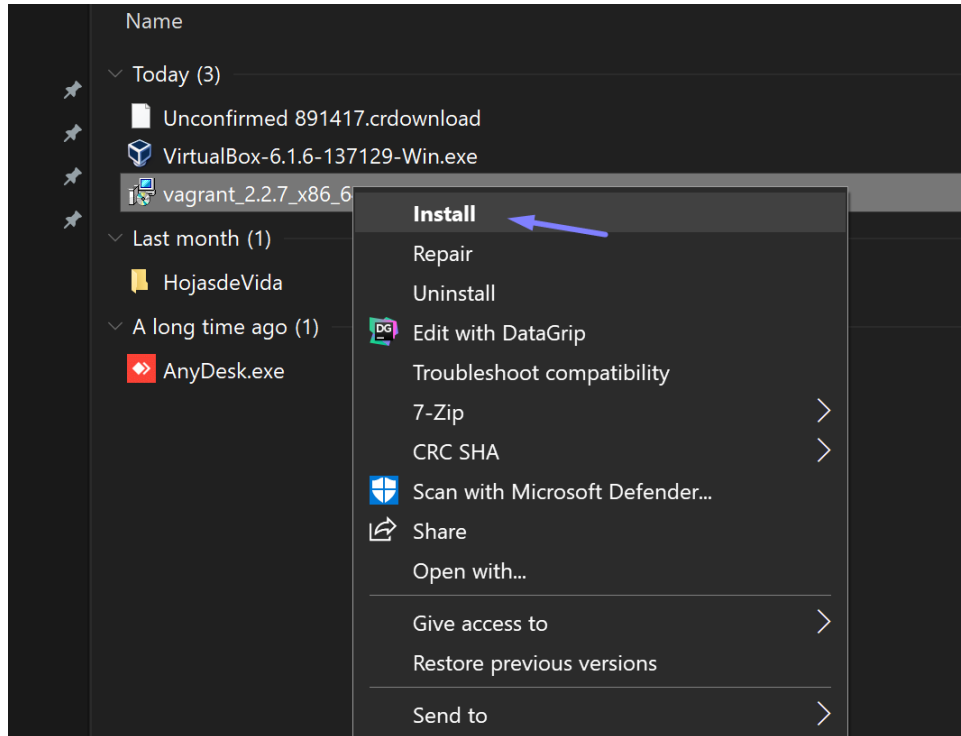 Name
Today (3)
Unconfirmed 891417.crdownload
VirtualBox-6.1.6-137129-Win.exe
vagrant_2.2.7_x86_6
Last month (1)
HojasdeVida
A long time ago (1)
AnyDesk.exe
Install
Repair
Uninstall
DG
Edit with DataGrip
Troubleshoot compatibility
7-Zip
CRC SHA
Scan with Microsoft Defender...
Share
Open with...
Give access to
Restore previous versions
Send to